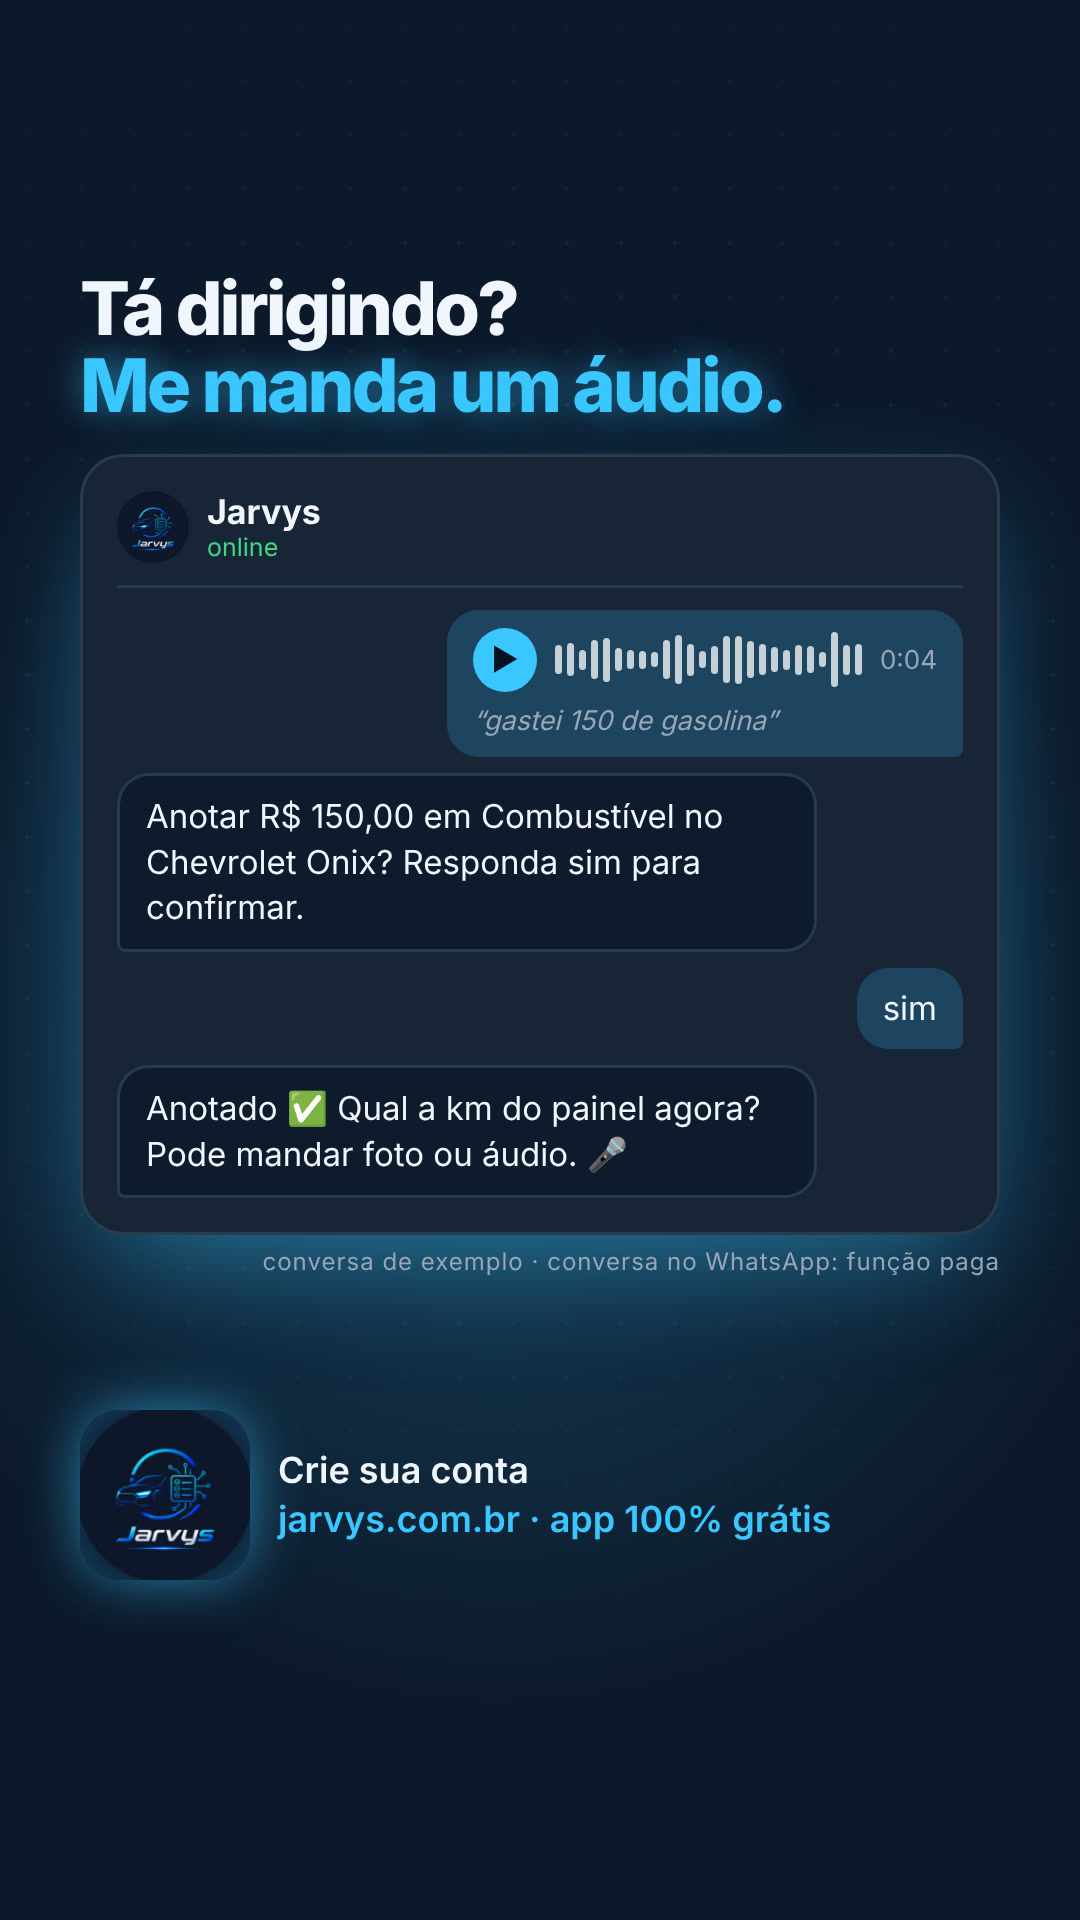 Tá dirigindo?
Me manda um áudio.
Jarvys
Jarvys
online
0:04
“gastei 150 de gasolina”
Anotar R$ 150,00 em Combustível no
Chevrolet Onix? Responda sim para
confirmar.
sim
Anotado ✅ Qual a km do painel agora?
Pode mandar foto ou áudio. 🎤
conversa de exemplo · conversa no WhatsApp: função paga
Jarvys
Crie sua conta
jarvys.com.br · app 100% grátis